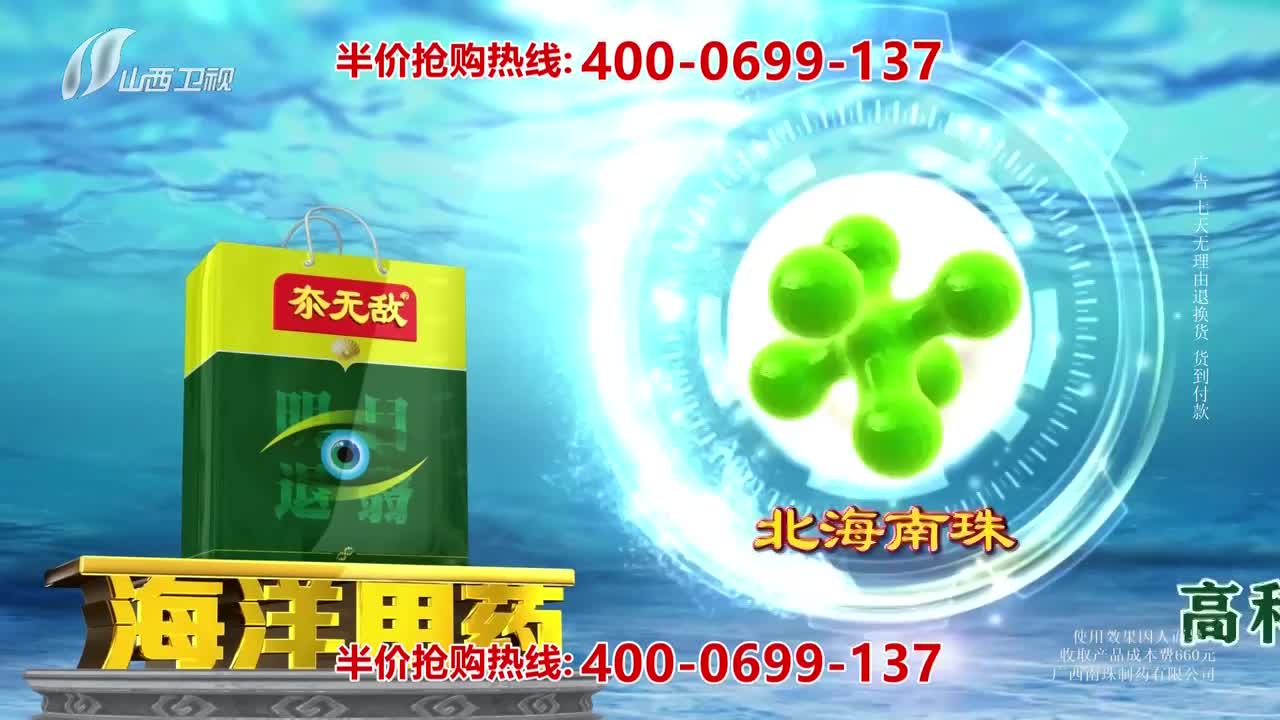 山西卫视
半价抢购热线: 400-0699-137
广告 七天无理由退换货 货到付款
奈无敌®
明目
海洋用药
北海南珠
高科
使用效果因人而异
收取产品成本费660元
广西南珠制药有限公司
半价抢购热线: 400-0699-137